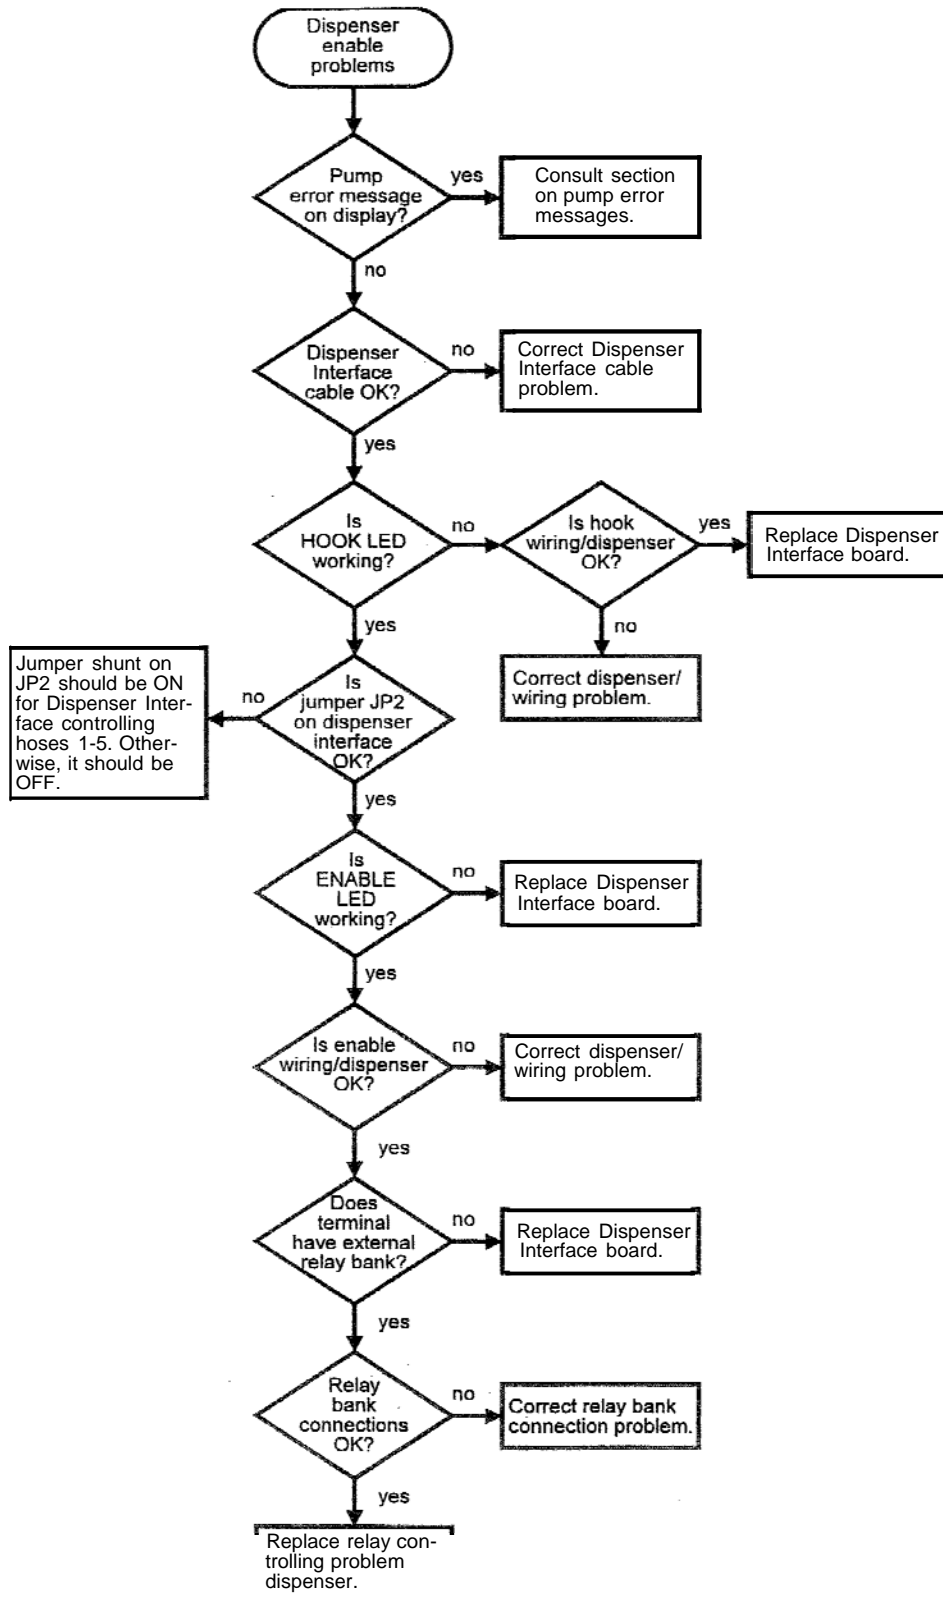 Dispenser
enable
problems
Pump
error message
on display?
yes
Consult section
on pump error
messages.
no
Dispenser
Interface
cable OK?
no
Correct Dispenser
Interface cable
problem.
yes
Is
HOOK LED
working?
no
Is hook
wiring/dispenser
OK?
yes
Replace Dispenser
Interface board.
no
Correct dispenser/
wiring problem.
yes
Is
jumper JP2
on dispenser
interface
OK?
no
Jumper shunt on
JP2 should be ON
for Dispenser Inter-
face controlling
hoses 1-5. Other-
wise, it should be
OFF.
yes
Is
ENABLE
LED
working?
no
Replace Dispenser
Interface board.
yes
Is enable
wiring/dispenser
OK?
no
Correct dispenser/
wiring problem.
yes
Does
terminal
have external
relay bank?
no
Replace Dispenser
Interface board.
yes
Relay
bank
connections
OK?
no
Correct relay bank
connection problem.
yes
Replace relay con-
trolling problem
dispenser.